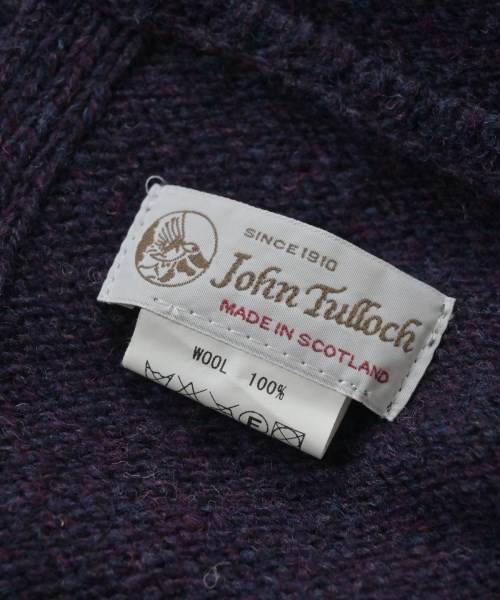 SINCE 1910
John Tulloch
MADE IN SCOTLAND
WOOL 100%
F